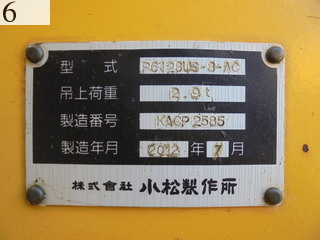 6
型式 PC128US-8-AC
吊上荷重 2.9t
製造番号 KACP 2585
製造年月 2012 年 7 月
株式會社 小松製作所